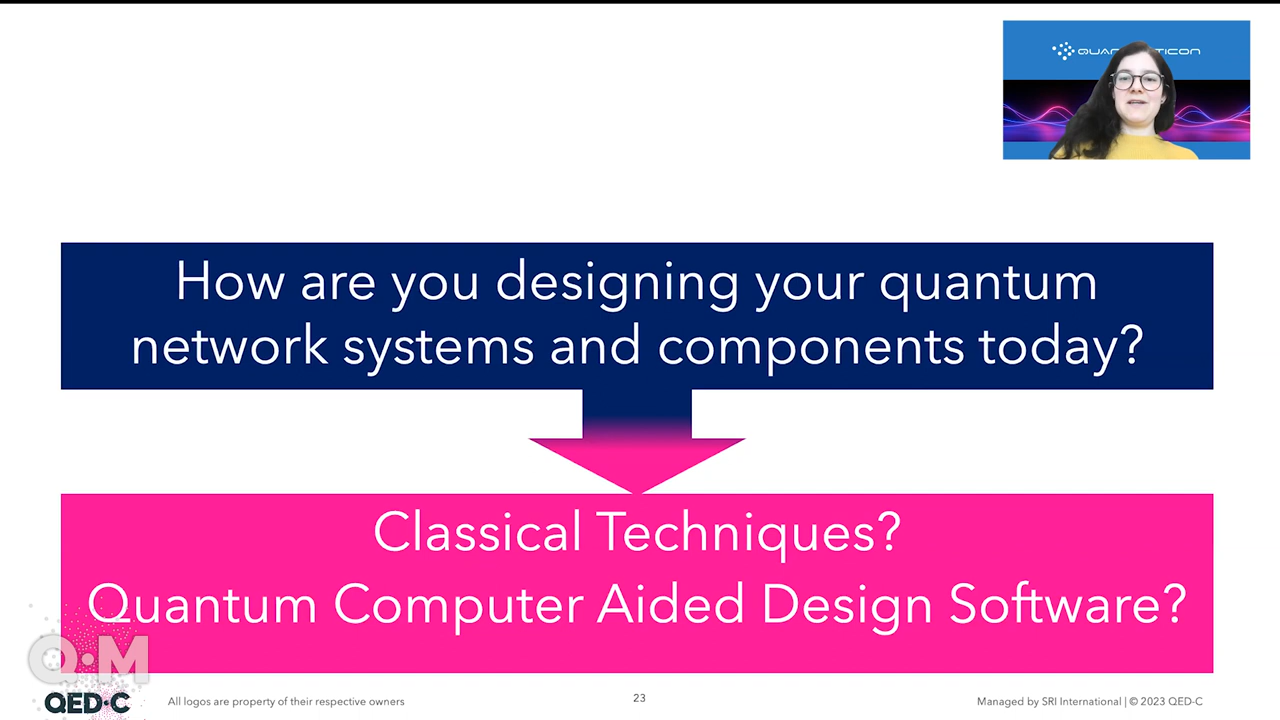 How are you designing your quantum
network systems and components today?
Classical Techniques?
Quantum Computer Aided Design Software?
Q·M
QED·C
All logos are property of their respective owners
23
Managed by SRI International | © 2023 QED-C